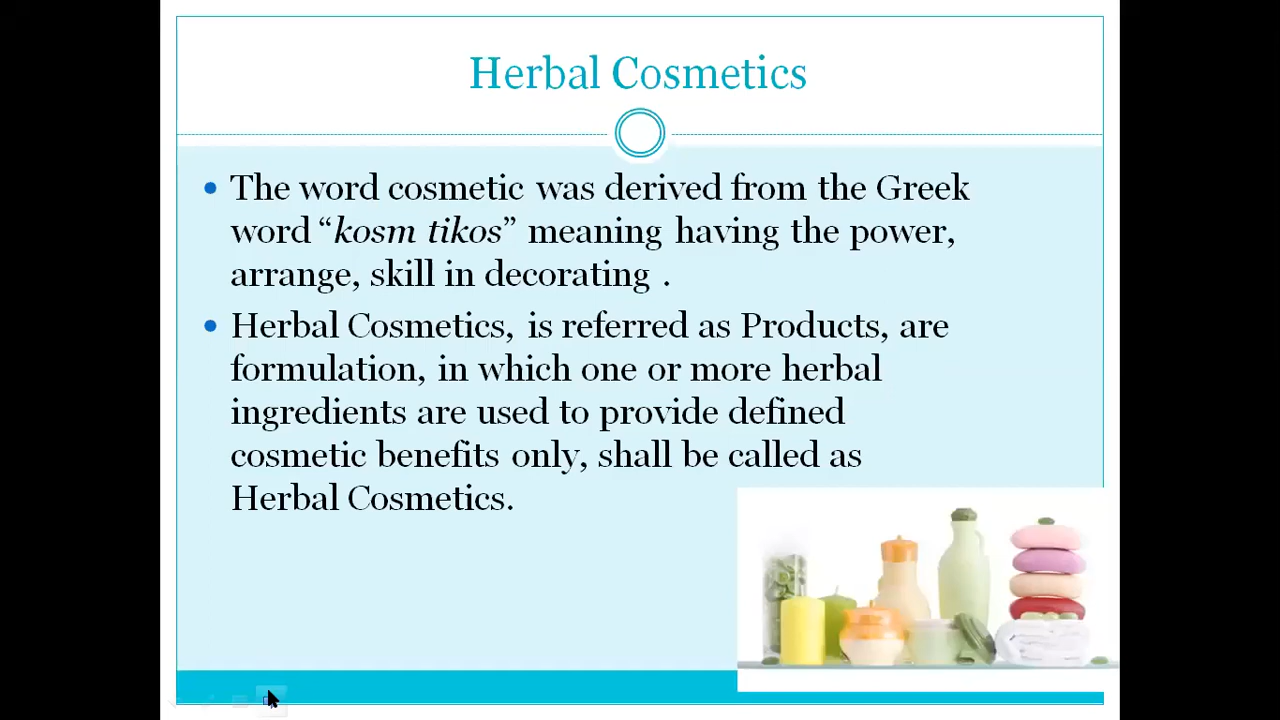 Herbal Cosmetics
• The word cosmetic was derived from the Greek
word “kosm tikos” meaning having the power,
arrange, skill in decorating .
• Herbal Cosmetics, is referred as Products, are
formulation, in which one or more herbal
ingredients are used to provide defined
cosmetic benefits only, shall be called as
Herbal Cosmetics.